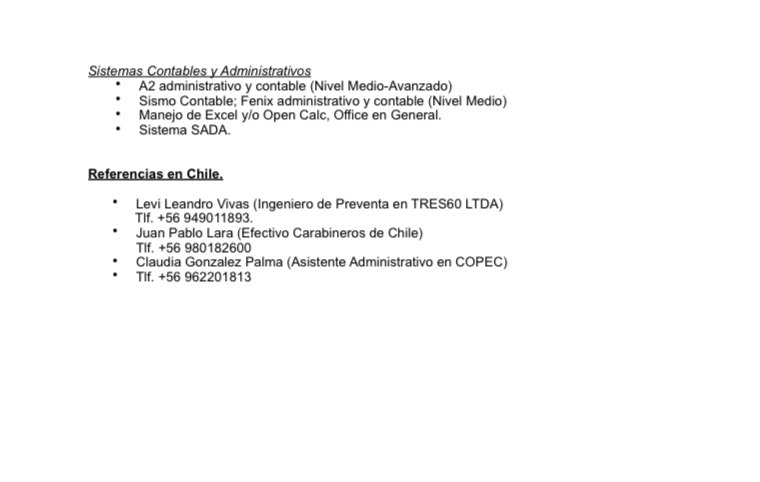 Sistemas Contables y Administrativos
• A2 administrativo y contable (Nivel Medio-Avanzado)
• Sismo Contable; Fenix administrativo y contable (Nivel Medio)
• Manejo de Excel y/o Open Calc, Office en General.
• Sistema SADA.
Referencias en Chile.
• Levi Leandro Vivas (Ingeniero de Preventa en TRES60 LTDA)
Tlf. +56 949011893.
• Juan Pablo Lara (Efectivo Carabineros de Chile)
Tlf. +56 980182600
• Claudia Gonzalez Palma (Asistente Administrativo en COPEC)
• Tlf. +56 962201813